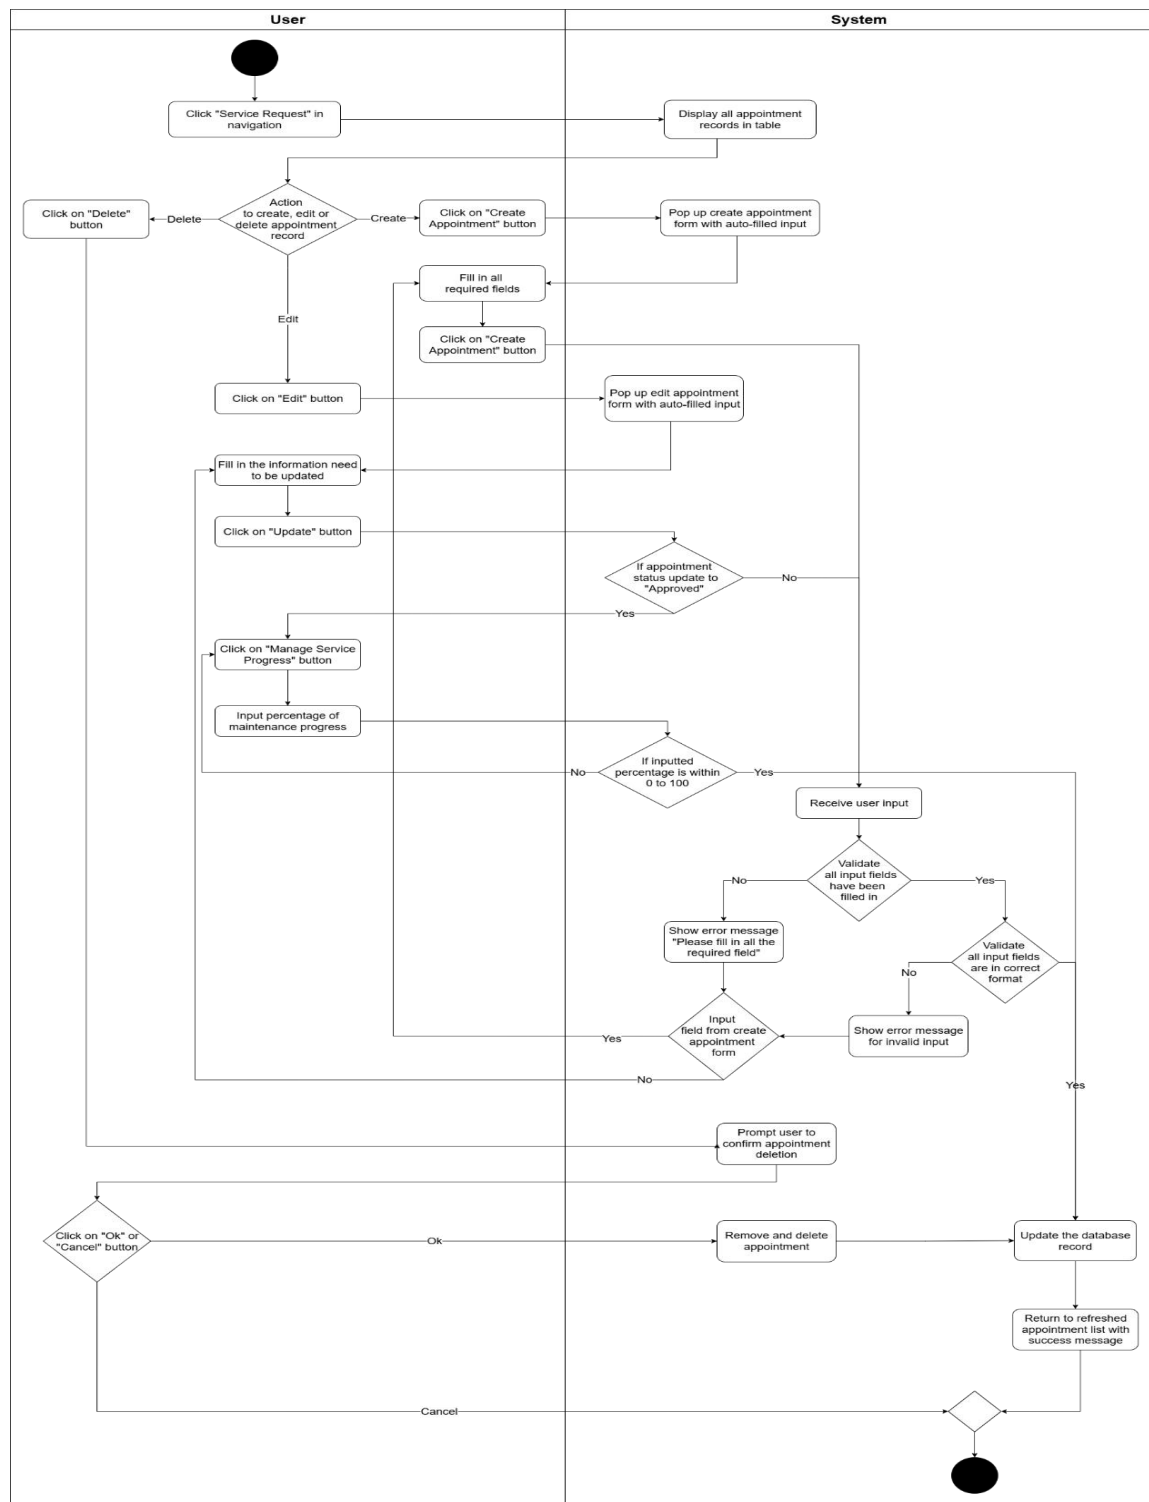 User
System
Click "Service Request" in
navigation
Display all appointment
records in table
Click on "Delete"
button
Delete
Action
to create, edit or
delete appointment
record
Create
Click on "Create
Appointment" button
Pop up create appointment
form with auto-filled input
Fill in all
required fields
Edit
Click on "Create
Appointment" button
Click on "Edit" button
Pop up edit appointment
form with auto-filled input
Fill in the information need
to be updated
Click on "Update" button
If appointment
status update to
"Approved"
No
Yes
Click on "Manage Service
Progress" button
Input percentage of
maintenance progress
No
If inputted
percentage is within
0 to 100
Yes
Receive user input
Validate
all input fields
have been
filled in
No
Yes
Show error message
"Please fill in all the
required field"
Validate
all input fields
are in correct
format
No
Yes
Input
field from create
appointment
form
Show error message
for invalid input
No
Yes
Prompt user to
confirm appointment
deletion
Click on "Ok" or
"Cancel" button
Ok
Remove and delete
appointment
Update the database
record
Return to refreshed
appointment list with
success message
Cancel